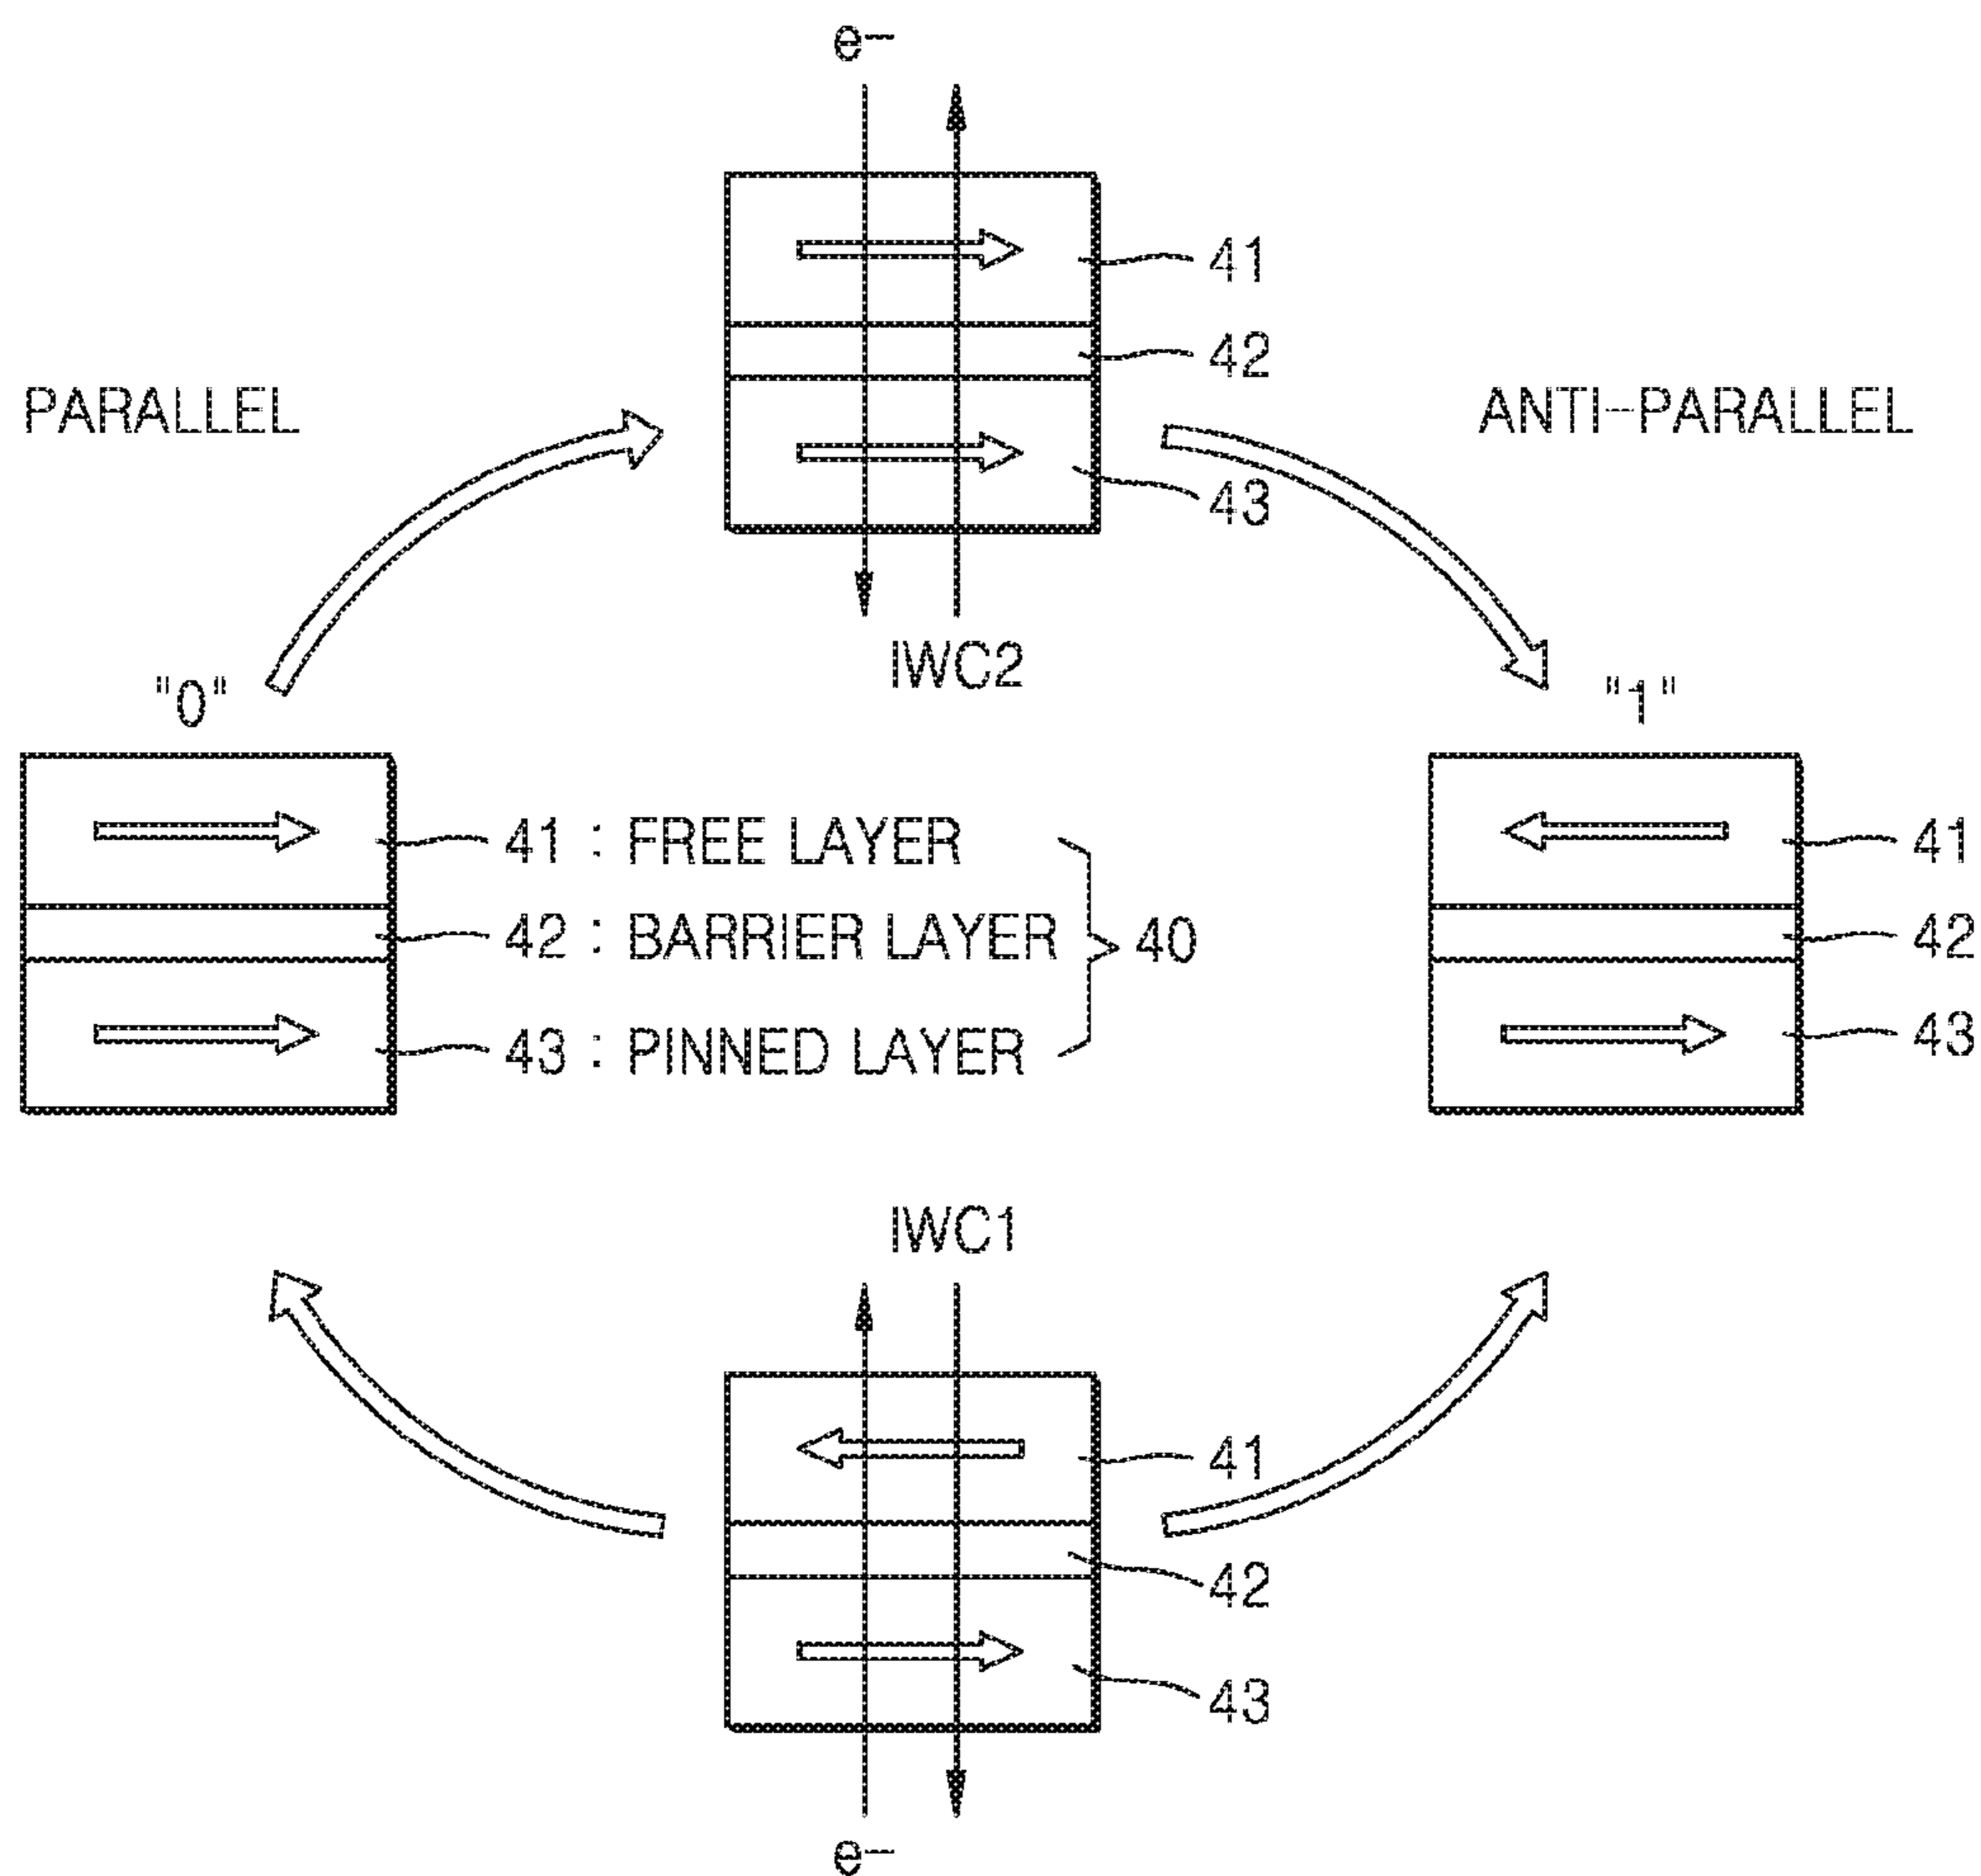 e-
41
42
43
PARALLEL
ANTI-PARALLEL
IWC2
"0"
"1"
41 : FREE LAYER
42 : BARRIER LAYER
43 : PINNED LAYER
40
41
42
43
IWC1
41
42
43
e-